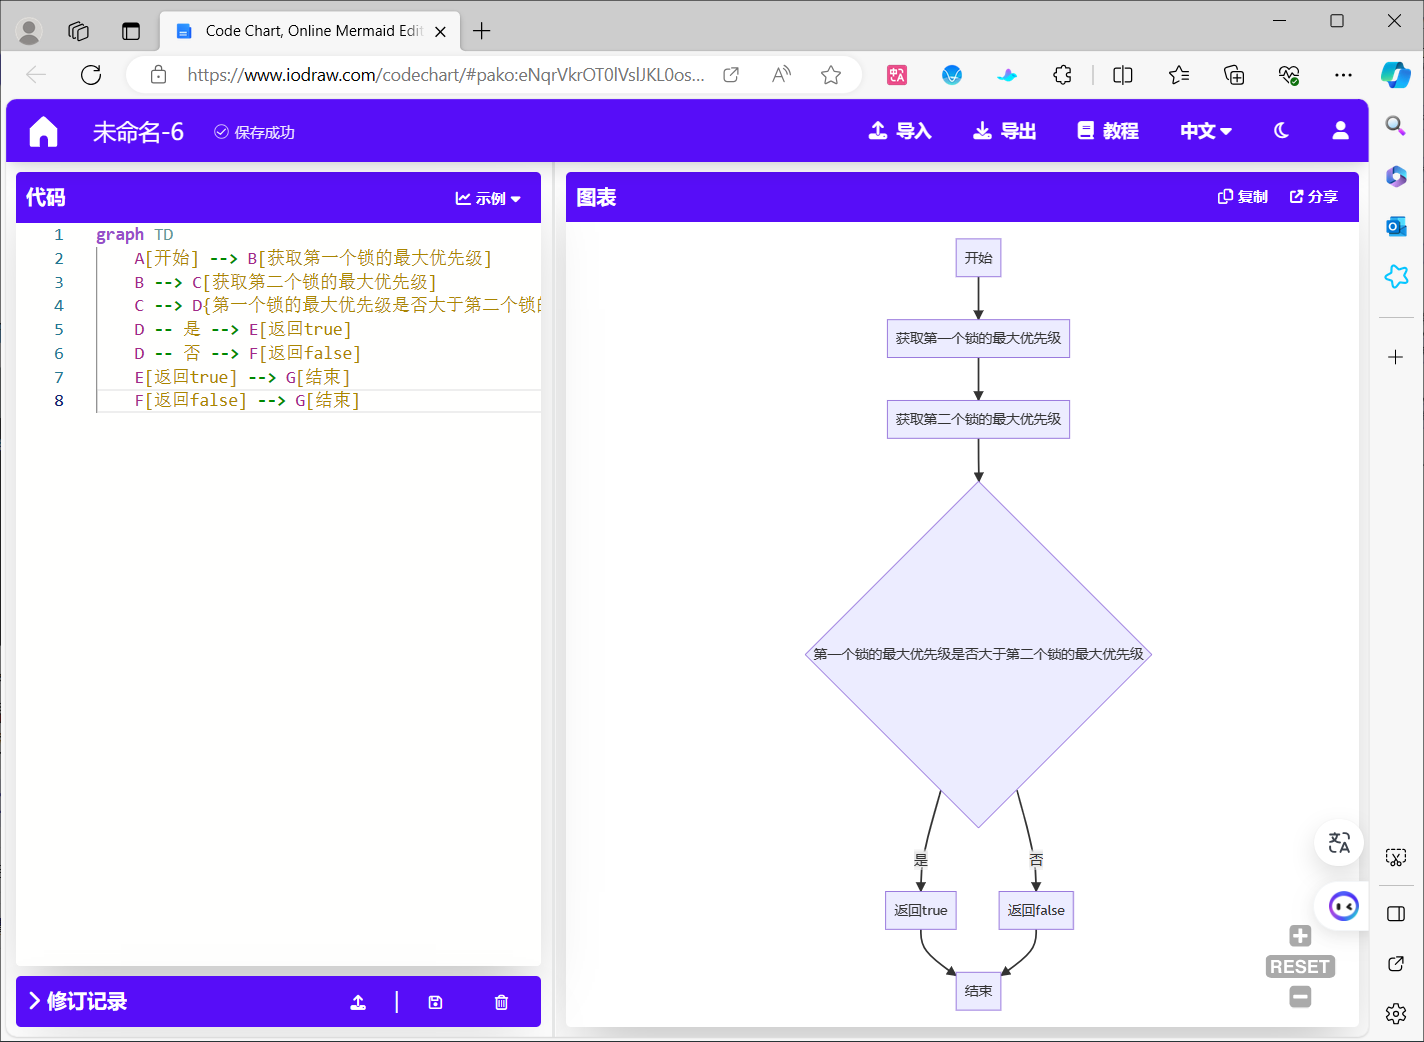 Code Chart, Online Mermaid Edit
https://www.iodraw.com/codechart/#pako:eNqrVkrOT0lVslJKL0os...
未命名-6
保存成功
导入
导出
教程
中文
代码
示例
1 graph TD
2 A[开始] --> B[获取第一个锁的最大优先级]
3 B --> C[获取第二个锁的最大优先级]
4 C --> D{第一个锁的最大优先级是否大于第二个锁的
5 D -- 是 --> E[返回true]
6 D -- 否 --> F[返回false]
7 E[返回true] --> G[结束]
8 F[返回false] --> G[结束]
修订记录
图表
复制
分享
开始
获取第一个锁的最大优先级
获取第二个锁的最大优先级
第一个锁的最大优先级是否大于第二个锁的最大优先级
是
否
返回true
返回false
结束
RESET